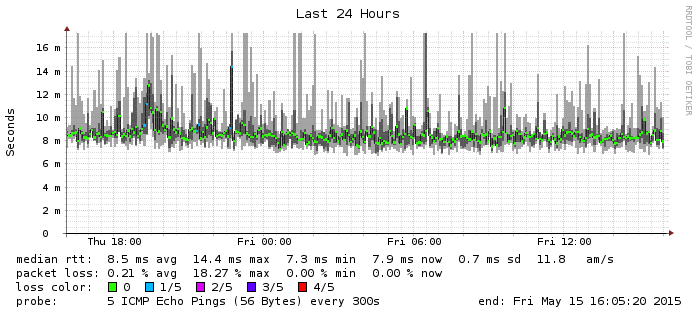 Last 24 Hours
RRDTOOL / TOBI OETIKER
Seconds
16 m
14 m
12 m
10 m
8 m
6 m
4 m
2 m
0
Thu 18:00 Fri 00:00 Fri 06:00 Fri 12:00
median rtt: 8.5 ms avg 14.4 ms max 7.3 ms min 7.9 ms now 0.7 ms sd 11.8 am/s
packet loss: 0.21 % avg 18.27 % max 0.00 % min 0.00 % now
loss color: 0 1/5 2/5 3/5 4/5
probe: 5 ICMP Echo Pings (56 Bytes) every 300s end: Fri May 15 16:05:20 2015